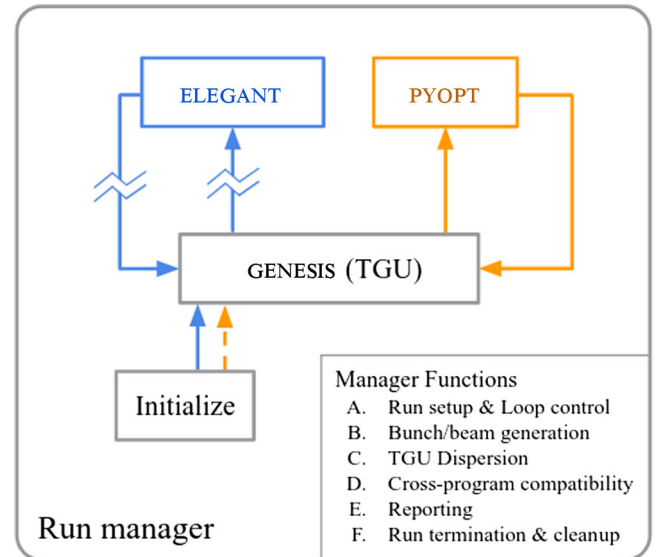 ELEGANT
PYOPT
GENESIS (TGU)
Initialize
Manager Functions
A. Run setup & Loop control
B. Bunch/beam generation
C. TGU Dispersion
D. Cross-program compatibility
E. Reporting
F. Run termination & cleanup
Run manager